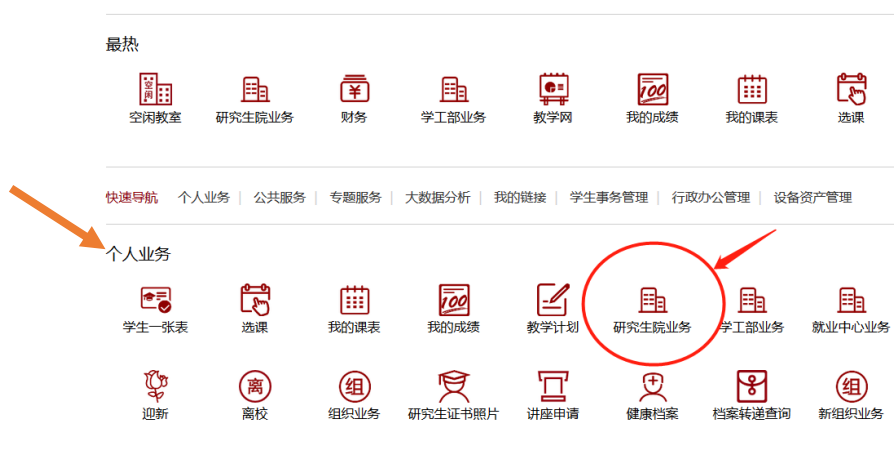 最热
空闲
100
空闲教室 研究生院业务 财务 学工部业务 教学网 我的成绩 我的课表 选课
快速导航 个人业务 | 公共服务 | 专题服务 | 大数据分析 | 我的链接 | 学生事务管理 | 行政办公管理 | 设备资产管理
个人业务
100
学生一张表 选课 我的课表 我的成绩 教学计划 研究生院业务 学工部业务 就业中心业务
离 组 组
迎新 离校 组织业务 研究生证书照片 讲座申请 健康档案 档案转递查询 新组织业务